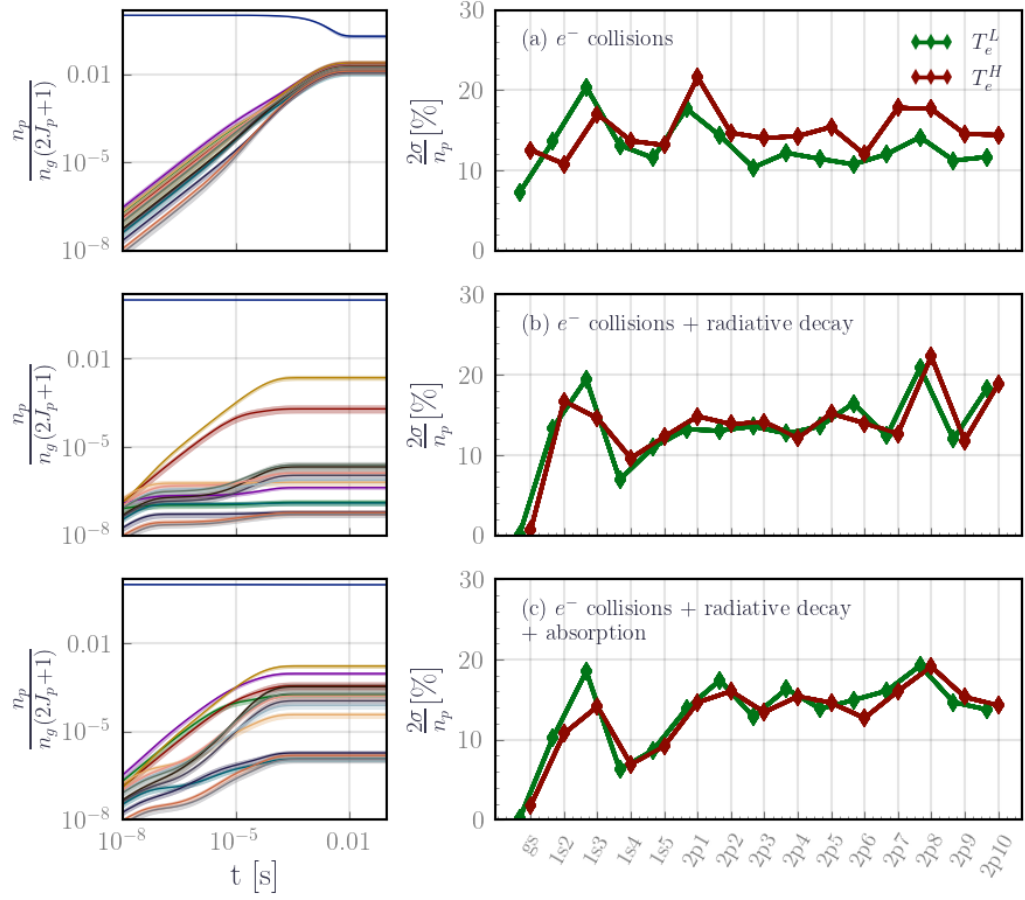 n_p / n_g(2J_p+1)
0.01
10^-5
10^-8
2σ/n_p [%]
30
20
10
0
(a) e^- collisions
T_e^L
T_e^H
n_p / n_g(2J_p+1)
0.01
10^-5
10^-8
2σ/n_p [%]
30
20
10
0
(b) e^- collisions + radiative decay
n_p / n_g(2J_p+1)
0.01
10^-5
10^-8
10^-8
10^-5
0.01
t [s]
2σ/n_p [%]
30
20
10
0
(c) e^- collisions + radiative decay
+ absorption
gs
1s2
1s3
1s4
1s5
2p1
2p2
2p3
2p4
2p5
2p6
2p7
2p8
2p9
2p10